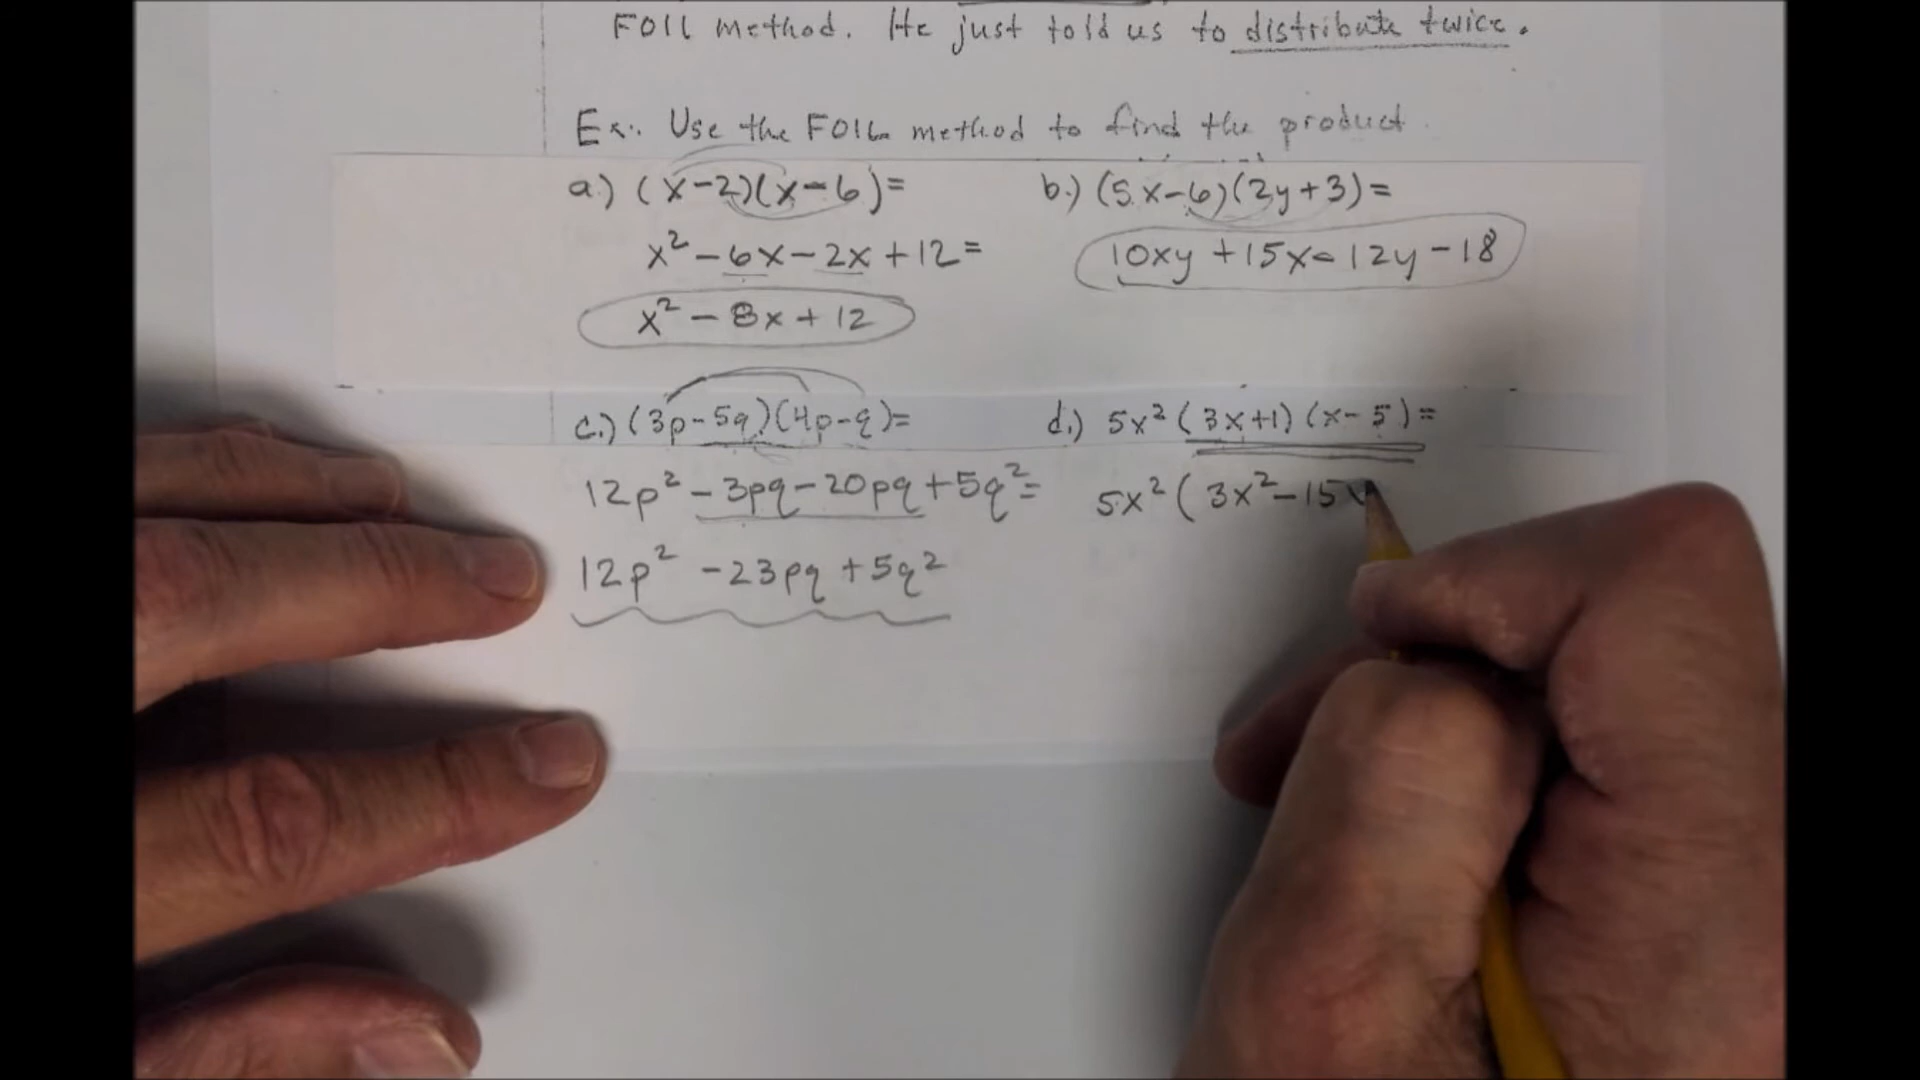 FOIL method. He just told us to distribute twice.
Ex: Use the FOIL method to find the product.
a.) (x-2)(x-6)=
x² - 6x - 2x + 12 =
x² - 8x + 12
b.) (5x-6)(2y+3)=
10xy + 15x - 12y - 18
c.) (3p-5q)(4p-q)=
12p² - 3pq - 20pq + 5q² =
12p² - 23pq + 5q²
d.) 5x² (3x+1)(x-5)=
5x² ( 3x² - 15x